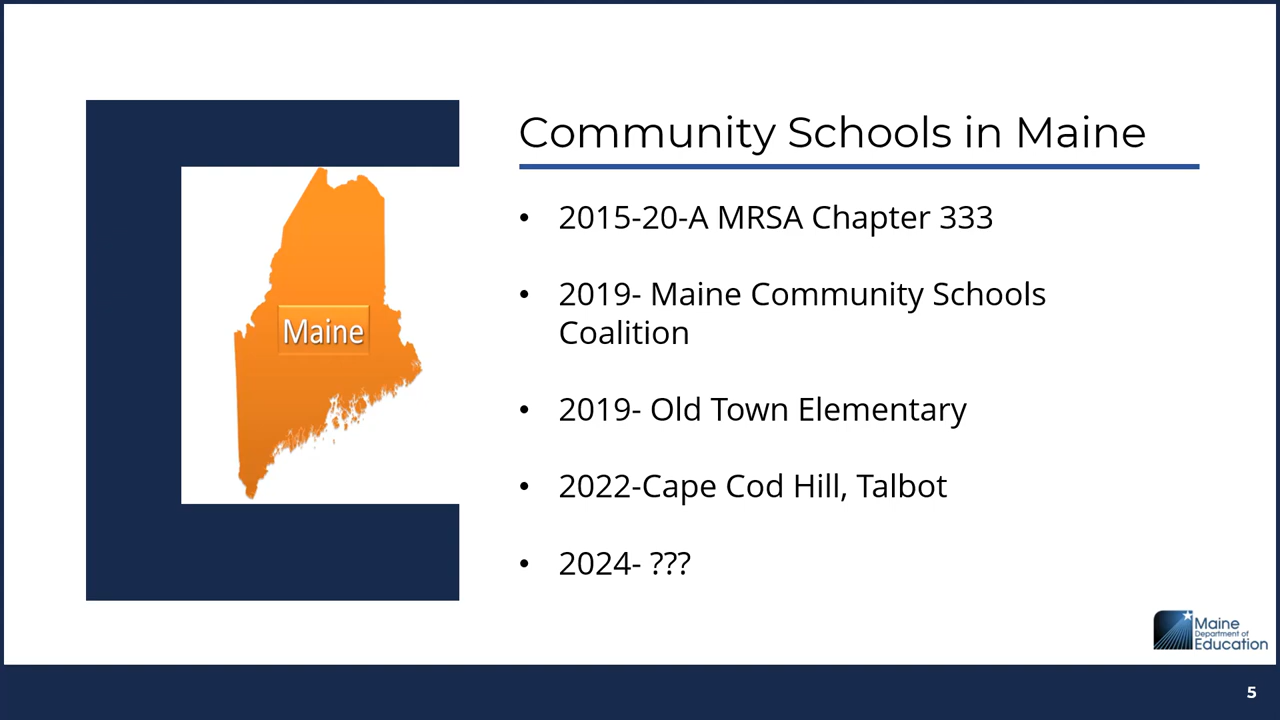 Community Schools in Maine
• 2015-20-A MRSA Chapter 333
• 2019- Maine Community Schools
Coalition
• 2019- Old Town Elementary
• 2022-Cape Cod Hill, Talbot
• 2024- ???
Maine
Maine
Department of
Education
5